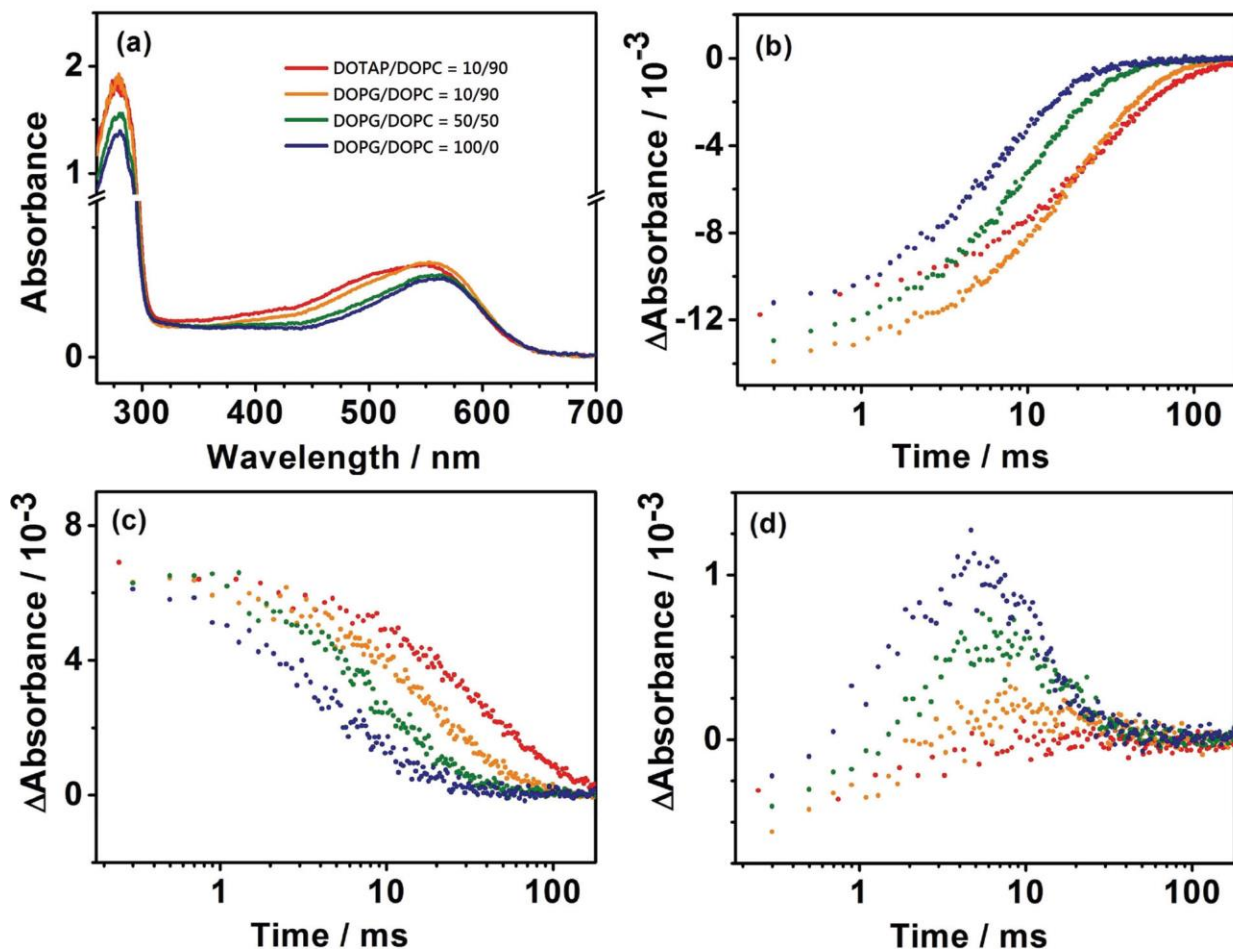 (a)
DOTAP/DOPC = 10/90
DOPG/DOPC = 10/90
DOPG/DOPC = 50/50
DOPG/DOPC = 100/0
2
1
0
Absorbance
300 400 500 600 700
Wavelength / nm
(b)
0
-4
-8
-12
ΔAbsorbance / 10-3
1 10 100
Time / ms
(c)
8
4
0
ΔAbsorbance / 10-3
1 10 100
Time / ms
(d)
1
0
ΔAbsorbance / 10-3
1 10 100
Time / ms